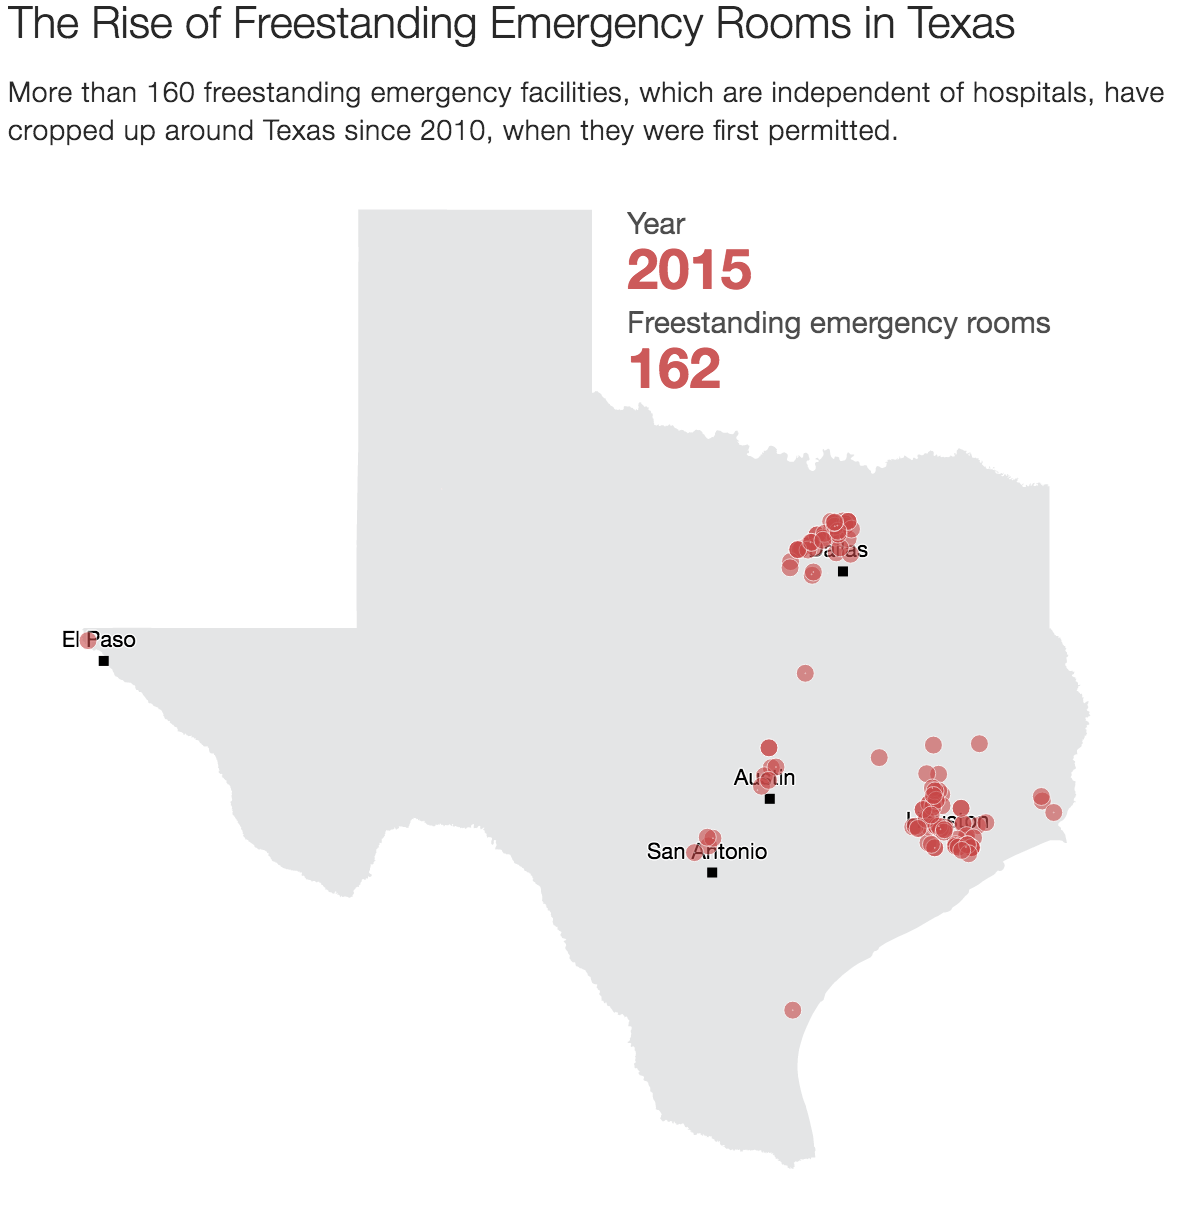 The Rise of Freestanding Emergency Rooms in Texas
More than 160 freestanding emergency facilities, which are independent of hospitals, have
cropped up around Texas since 2010, when they were first permitted.
Year
2015
Freestanding emergency rooms
162
Dallas
El Paso
Austin
Houston
San Antonio